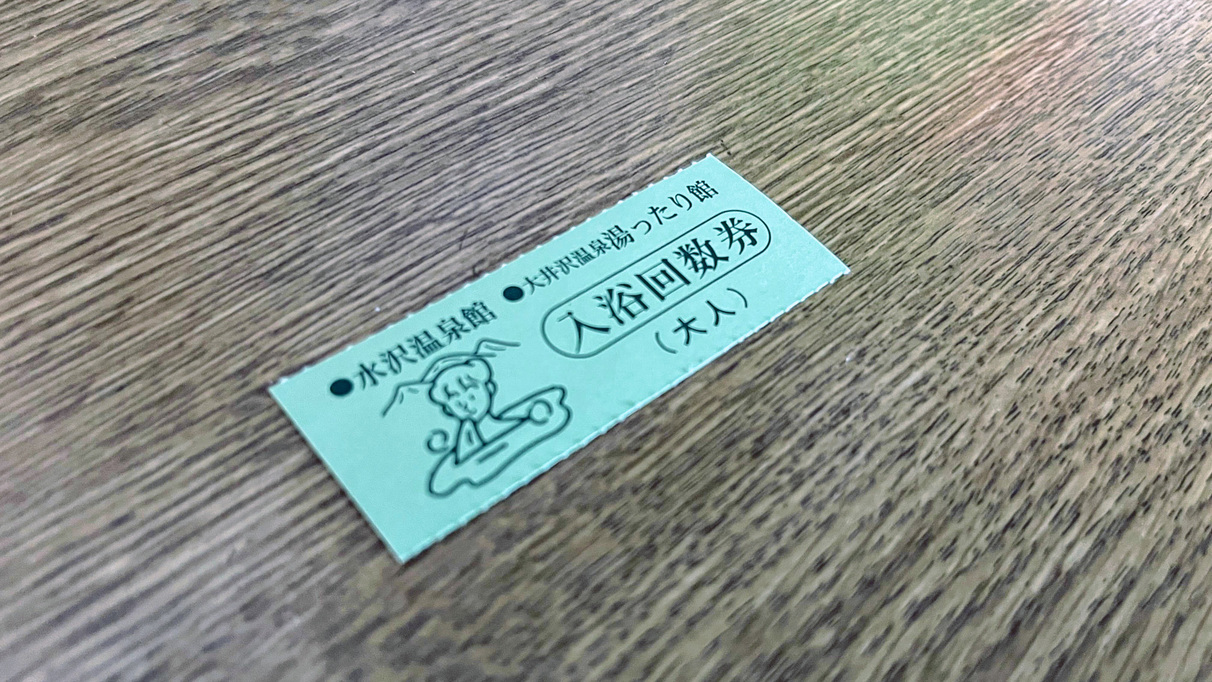 ●水沢温泉館
●大井沢温泉湯ったり館
入浴回数券
（大人）